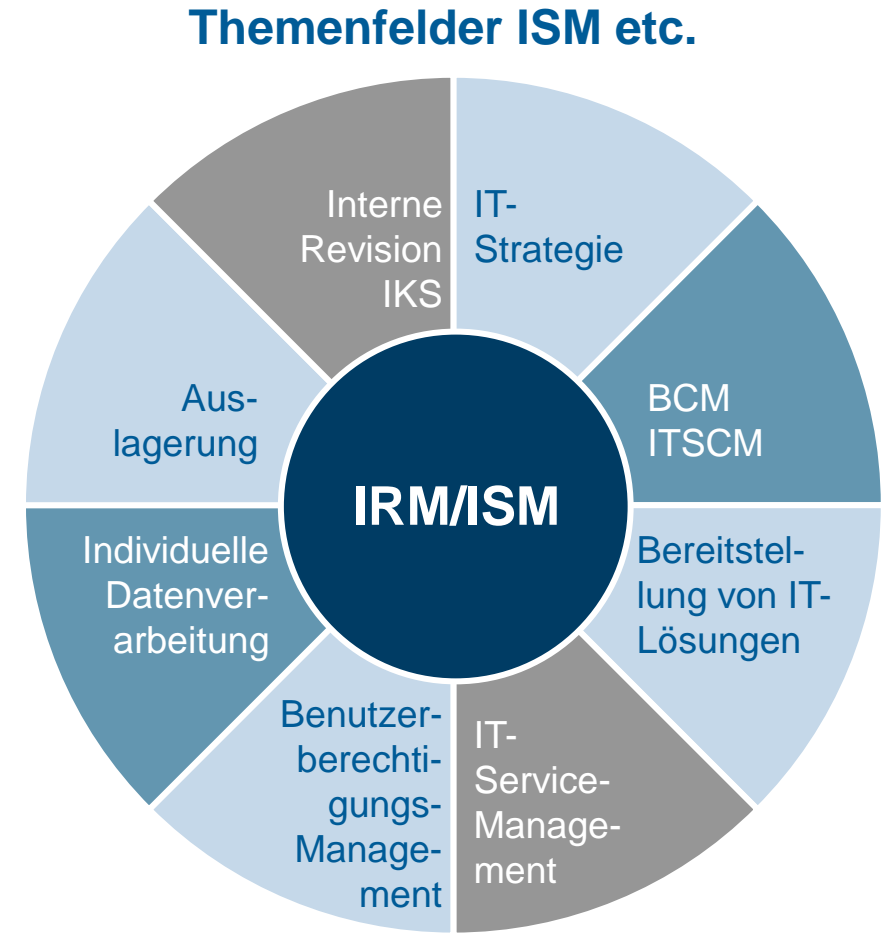 Themenfelder ISM etc.
IT-
Strategie
BCM
ITSCM
Bereitstel-
lung von IT-
Lösungen
IT-
Service-
Manage-
ment
Benutzer-
berechti-
gungs-
Manage-
ment
Individuelle
Datenver-
arbeitung
Aus-
lagerung
Interne
Revision
IKS
IRM/ISM